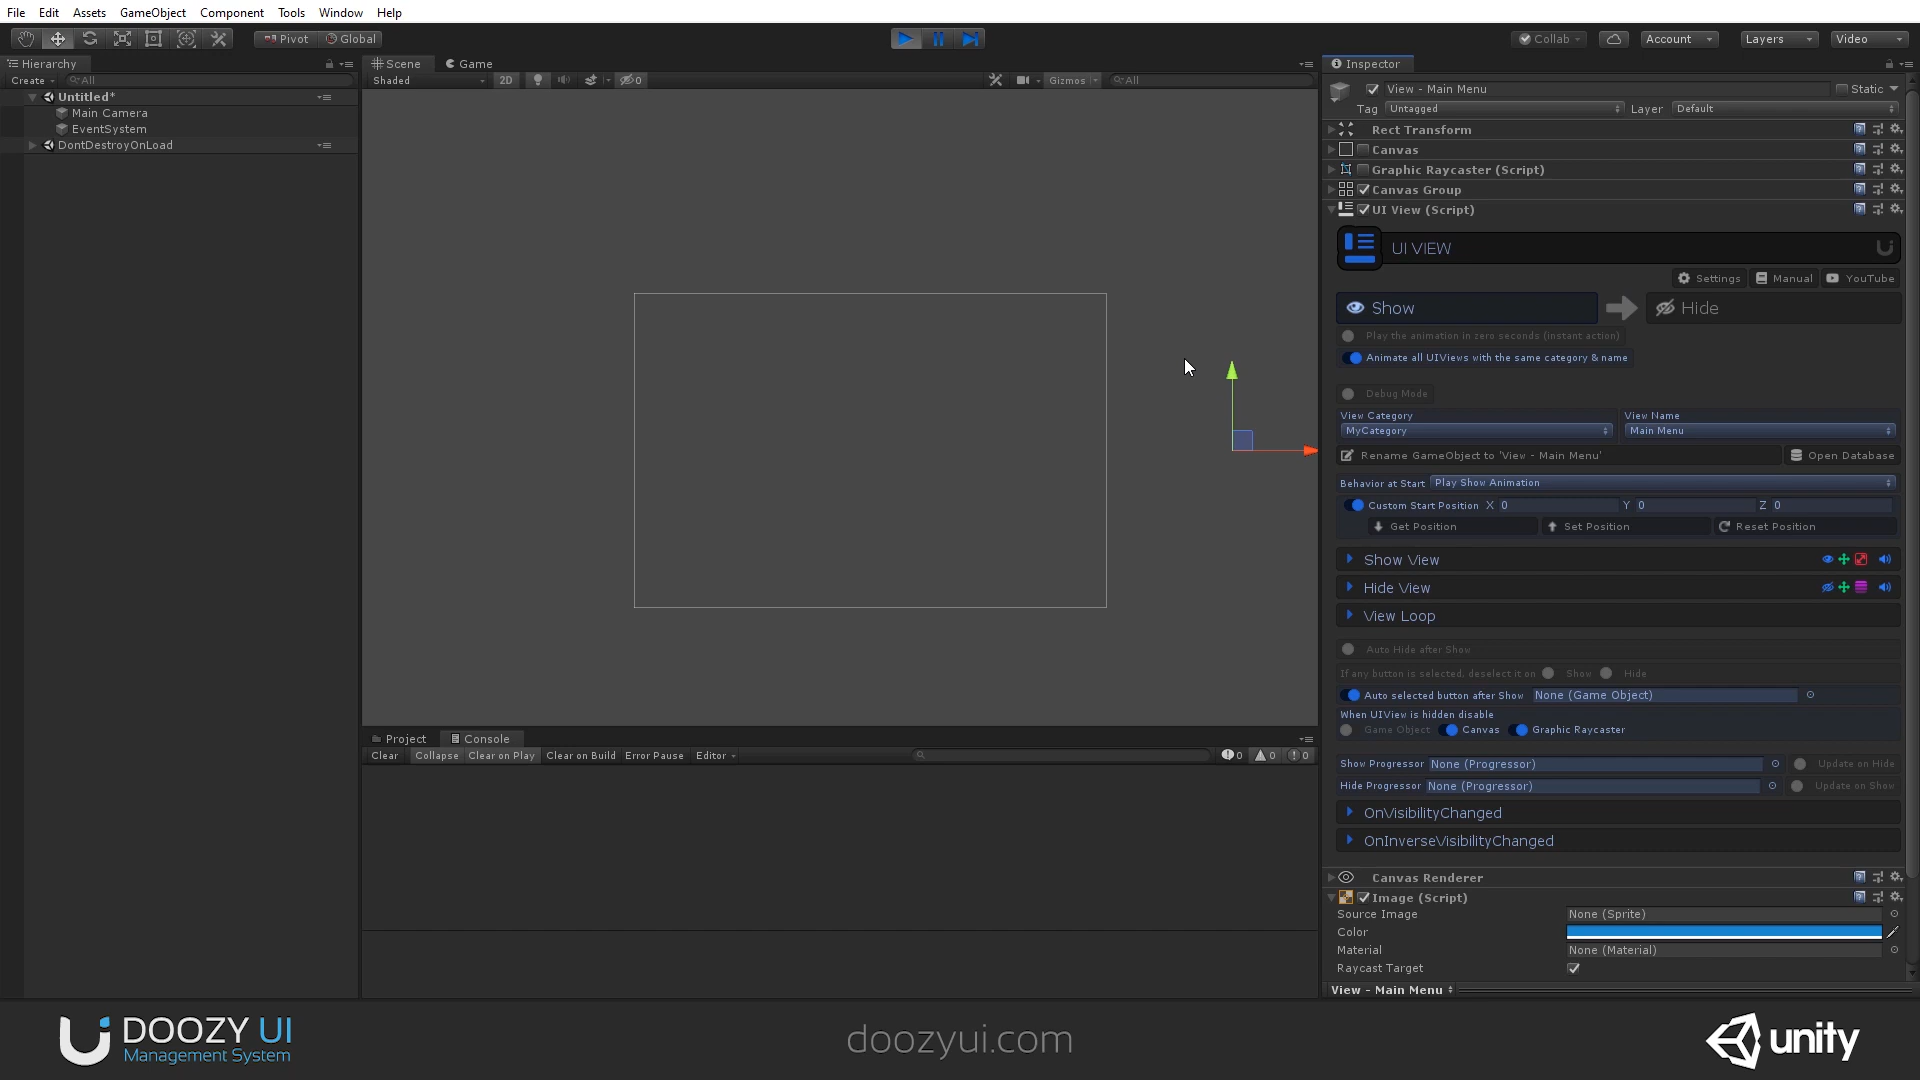 File Edit Assets GameObject Component Tools Window Help
Pivot Global Collab Account Layers Video
Hierarchy
Create All
Untitled*
Main Camera
EventSystem
DontDestroyOnLoad
Scene Game
Shaded 2D 0 Gizmos All
Project Console
Clear Collapse Clear on Play Clear on Build Error Pause Editor 0 0 0
Inspector
View - Main Menu Static
Tag Untagged Layer Default
Rect Transform
Canvas
Graphic Raycaster (Script)
Canvas Group
UI View (Script)
UI VIEW
Settings Manual YouTube
Show Hide
Play the animation in zero seconds (instant action)
Animate all UIViews with the same category & name
Debug Mode
View Category View Name
MyCategory Main Menu
Rename GameObject to 'View - Main Menu' Open Database
Behavior at Start Play Show Animation
Custom Start Position X 0 Y 0 Z 0
Get Position Set Position Reset Position
Show View
Hide View
View Loop
Auto Hide after Show
If any button is selected, deselect it on Show Hide
Auto selected button after Show None (Game Object)
When UIView is hidden disable
Game Object Canvas Graphic Raycaster
Show Progressor None (Progressor) Update on Hide
Hide Progressor None (Progressor) Update on Show
OnVisibilityChanged
OnInverseVisibilityChanged
Canvas Renderer
Image (Script)
Source Image None (Sprite)
Color
Material None (Material)
Raycast Target
View - Main Menu
DOOZY UI
Management System
doozyui.com
unity